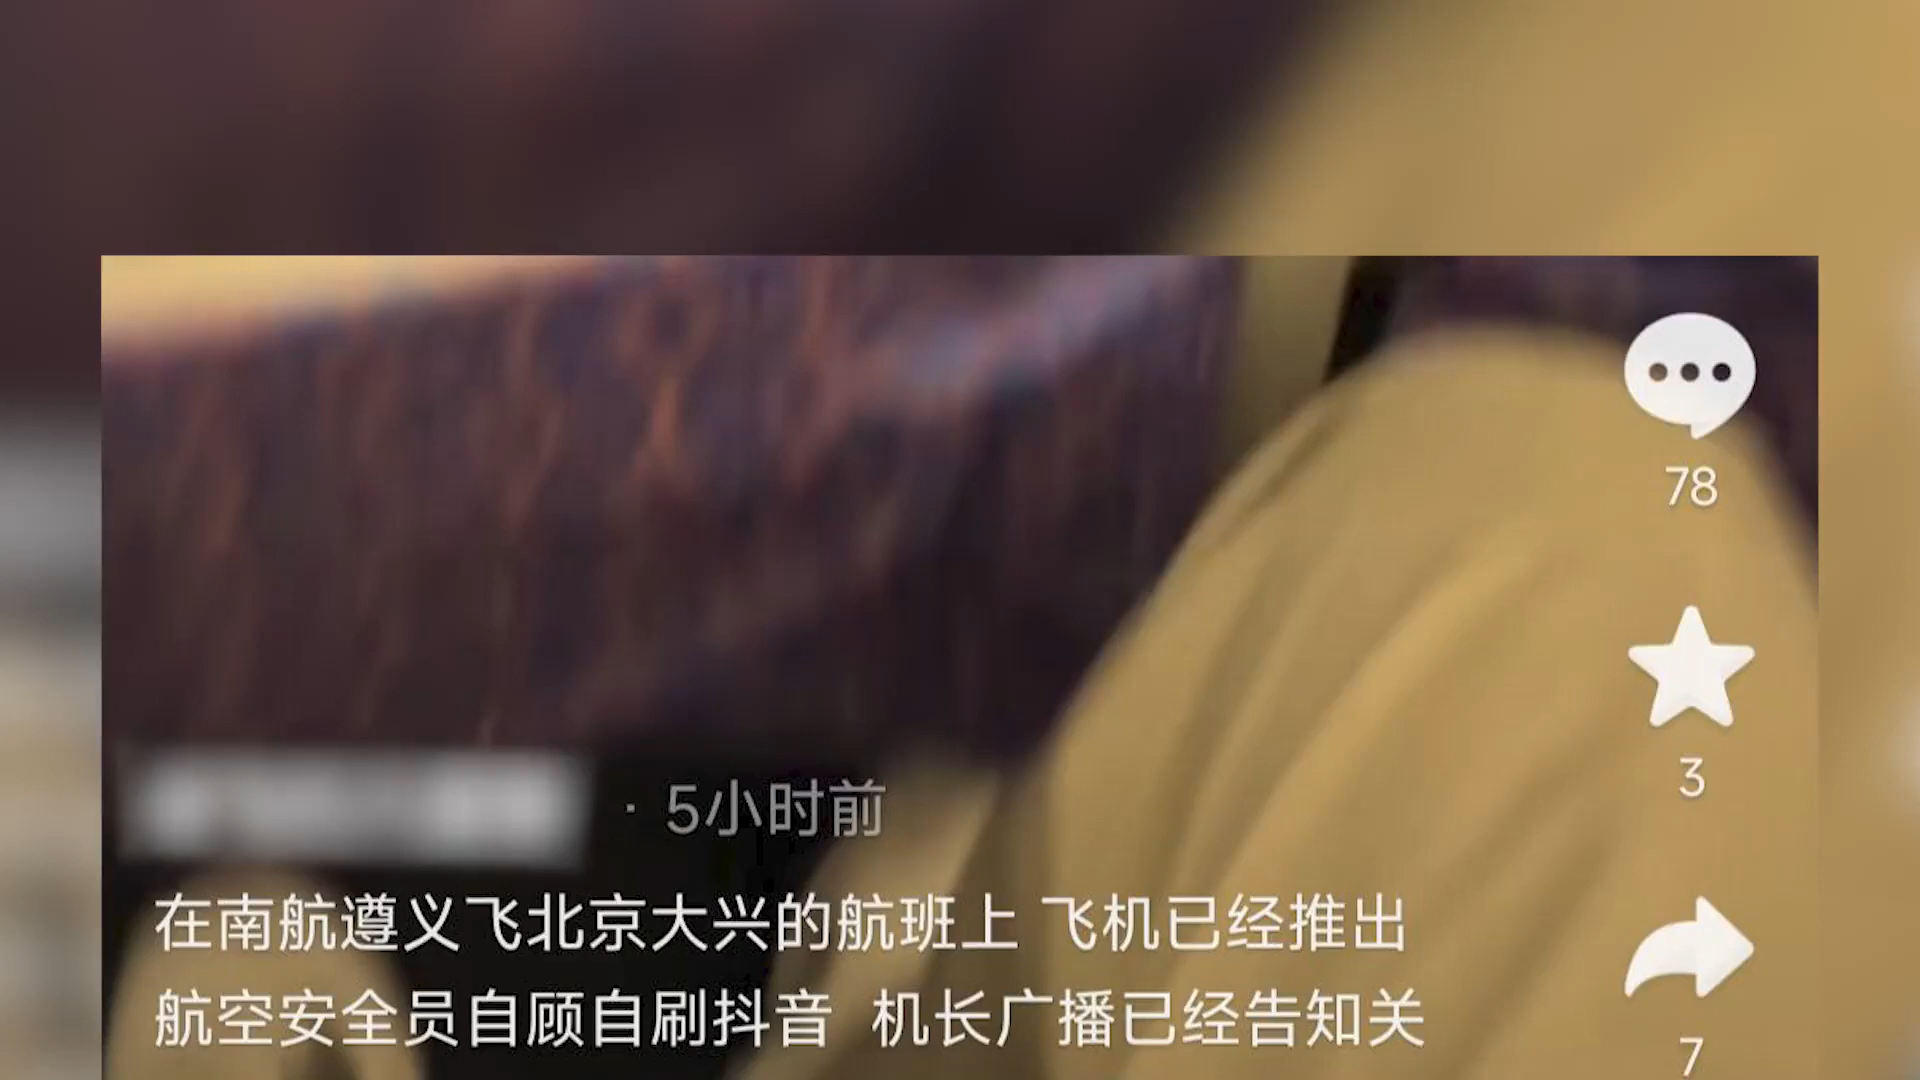 78
3
· 5小时前
在南航遵义飞北京大兴的航班上 飞机已经推出
航空安全员自顾自刷抖音 机长广播已经告知关
7